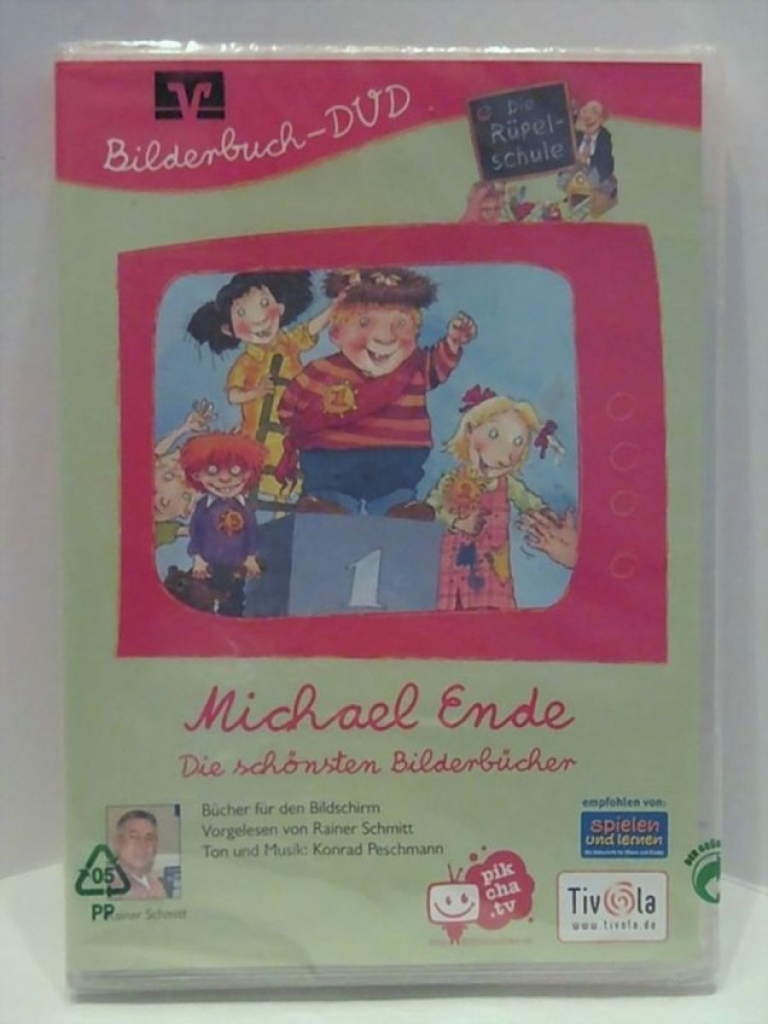 Bilderbuch-DVD
Die
Rüpel-
schule
1
1
Michael Ende
Die schönsten Bilderbücher
Bücher für den Bildschirm
Vorgelesen von Rainer Schmitt
Ton und Musik: Konrad Peschmann
05
PP
Rainer Schmitt
empfohlen von:
spielen
und lernen
pik
cha
.tv
Tivola
www.tivola.de